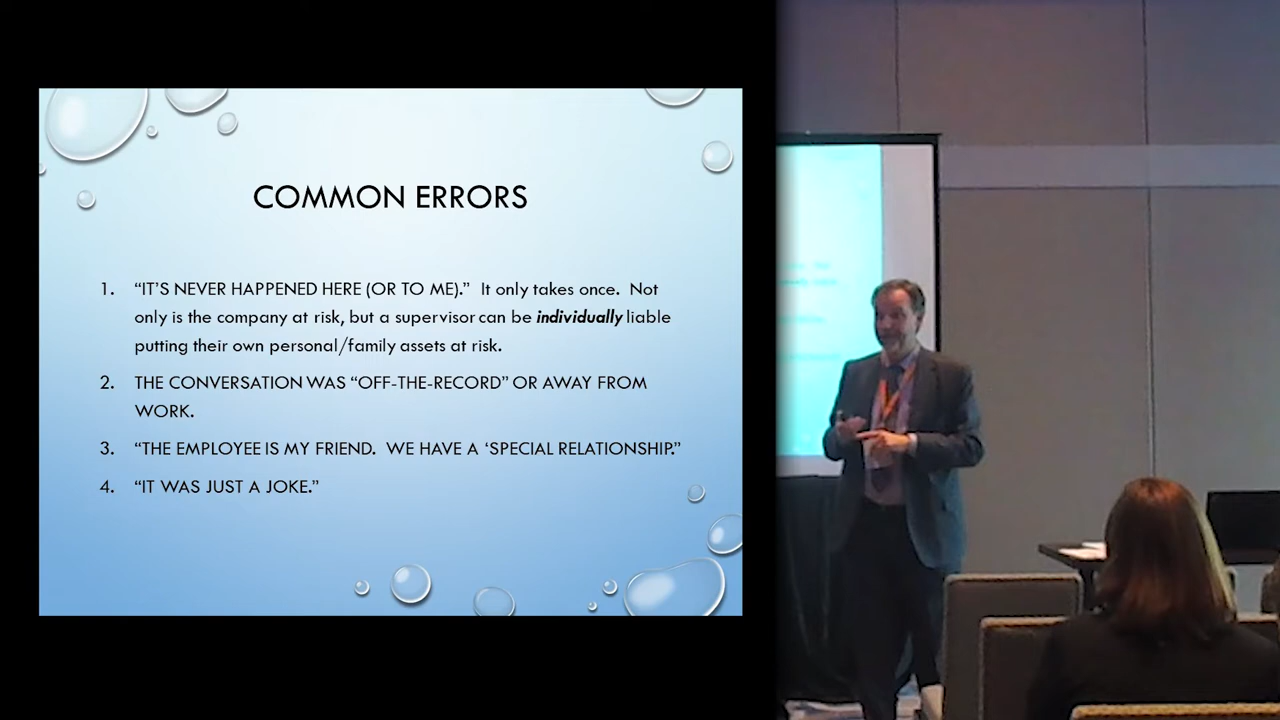 COMMON ERRORS
1. “IT’S NEVER HAPPENED HERE (OR TO ME).”  It only takes once.  Not
only is the company at risk, but a supervisor can be individually liable
putting their own personal/family assets at risk.
2. THE CONVERSATION WAS “OFF-THE-RECORD” OR AWAY FROM
WORK.
3. “THE EMPLOYEE IS MY FRIEND.  WE HAVE A ‘SPECIAL RELATIONSHIP.”
4. “IT WAS JUST A JOKE.”